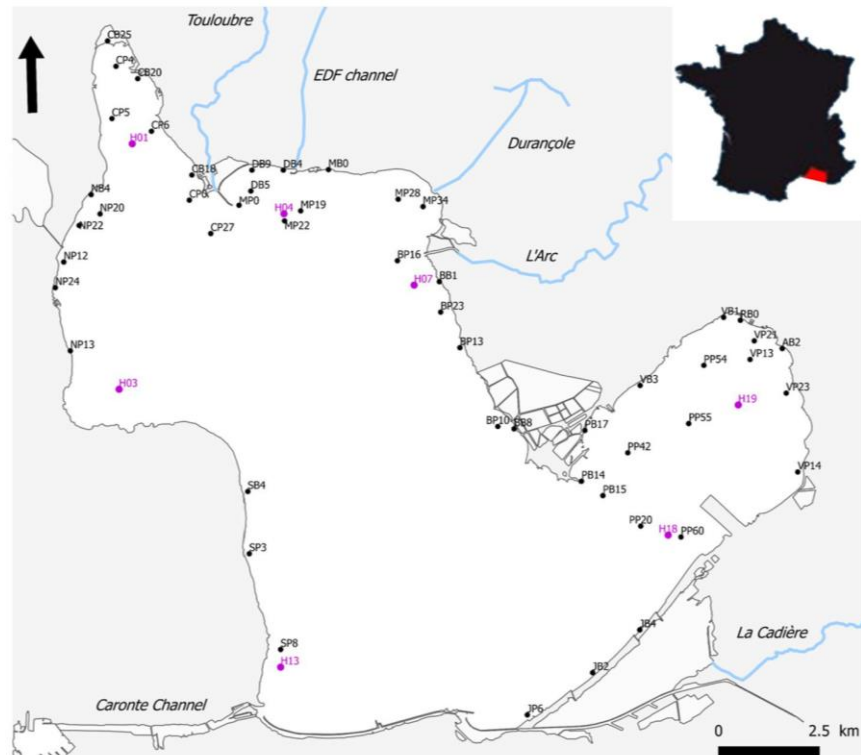 Touloubre
CB25
EDF channel
CP4
CB20
CP5
CP6
H01
Durançole
CB18
DB9
DB4
MB0
NB4
CP0
DB5
MP0
H04
MP19
MP28
MP34
NP20
NP22
MP22
CP27
L'Arc
NP12
BP16
NP24
H07
BB1
BP23
VB1
RB0
NP13
BP13
VP21
AB2
VP13
PP54
H03
VB3
VP23
H19
BP10
BB8
PB17
PP55
PP42
VP14
PB14
SB4
PB15
PP20
H18
PP60
SP3
SP8
H13
JB4
La Cadière
JB2
Caronte Channel
JP6
0 2.5 km